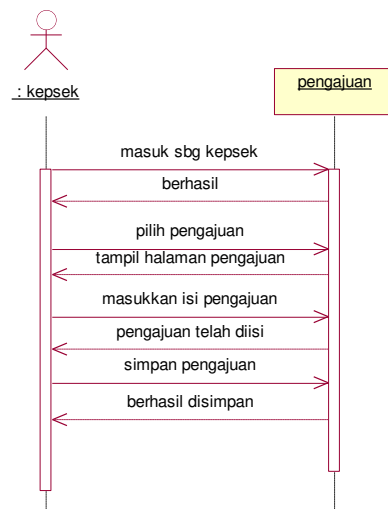 : kepsek
pengajuan
masuk sbg kepsek
berhasil
pilih pengajuan
tampil halaman pengajuan
masukkan isi pengajuan
pengajuan telah diisi
simpan pengajuan
berhasil disimpan